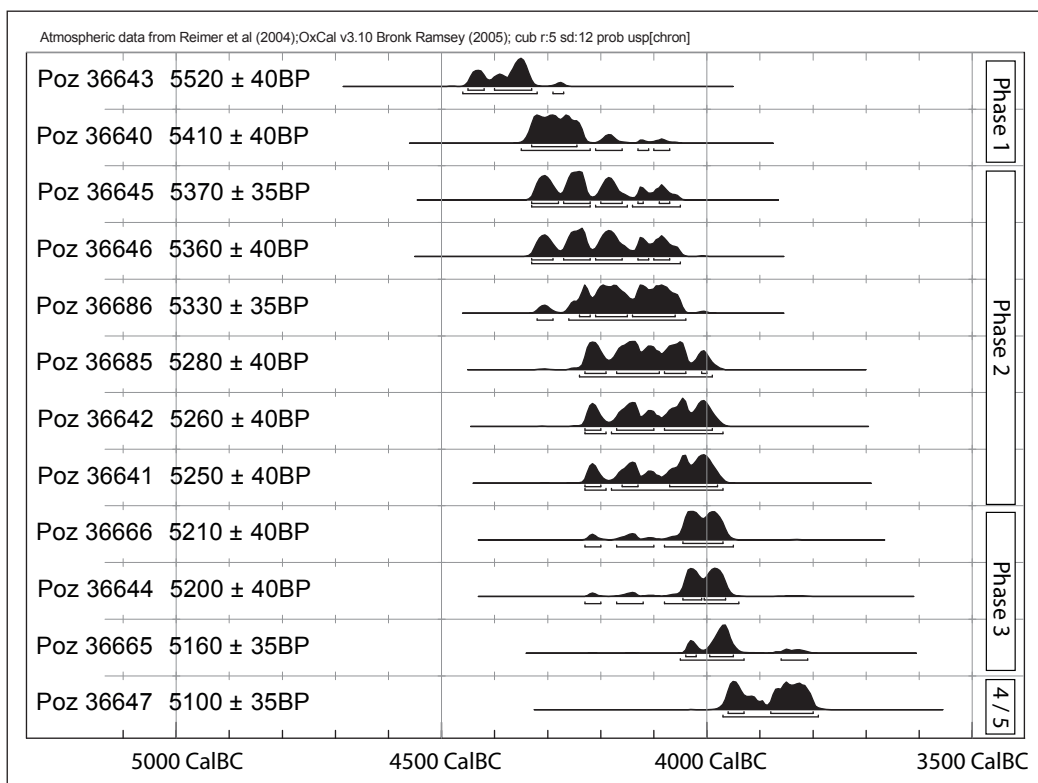 Atmospheric data from Reimer et al (2004);OxCal v3.10 Bronk Ramsey (2005); cub r:5 sd:12 prob usp[chron]
Poz 36643 5520 ± 40BP
Poz 36640 5410 ± 40BP
Phase 1
Poz 36645 5370 ± 35BP
Poz 36646 5360 ± 40BP
Poz 36686 5330 ± 35BP
Poz 36685 5280 ± 40BP
Poz 36642 5260 ± 40BP
Poz 36641 5250 ± 40BP
Phase 2
Poz 36666 5210 ± 40BP
Poz 36644 5200 ± 40BP
Poz 36665 5160 ± 35BP
Phase 3
Poz 36647 5100 ± 35BP
4 / 5
5000 CalBC 4500 CalBC 4000 CalBC 3500 CalBC